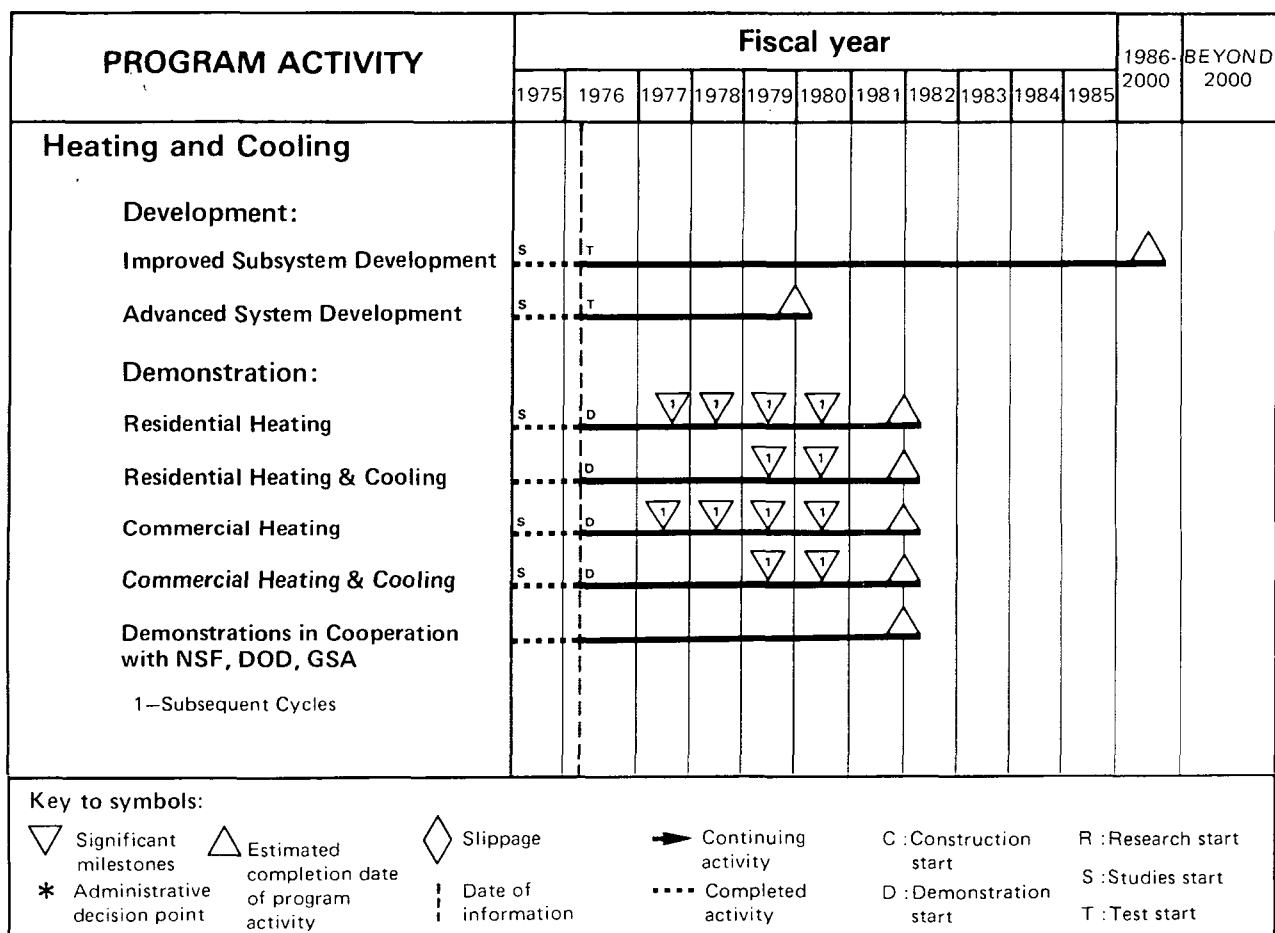 PROGRAM ACTIVITY
Fiscal year
1975 1976 1977 1978 1979 1980 1981 1982 1983 1984 1985
1986-
2000
BEYOND
2000
Heating and Cooling
Development:
Improved Subsystem Development
S T
Advanced System Development
S T
Demonstration:
Residential Heating
S D 1 1 1 1
Residential Heating & Cooling
D 1 1
Commercial Heating
S D 1 1 1 1
Commercial Heating & Cooling
S D 1 1
Demonstrations in Cooperation
with NSF, DOD, GSA
1—Subsequent Cycles
Key to symbols:
Significant
milestones
* Administrative
decision point
Estimated
completion date
of program
activity
Slippage
Date of
information
Continuing
activity
Completed
activity
C :Construction
start
D :Demonstration
start
R :Research start
S :Studies start
T :Test start